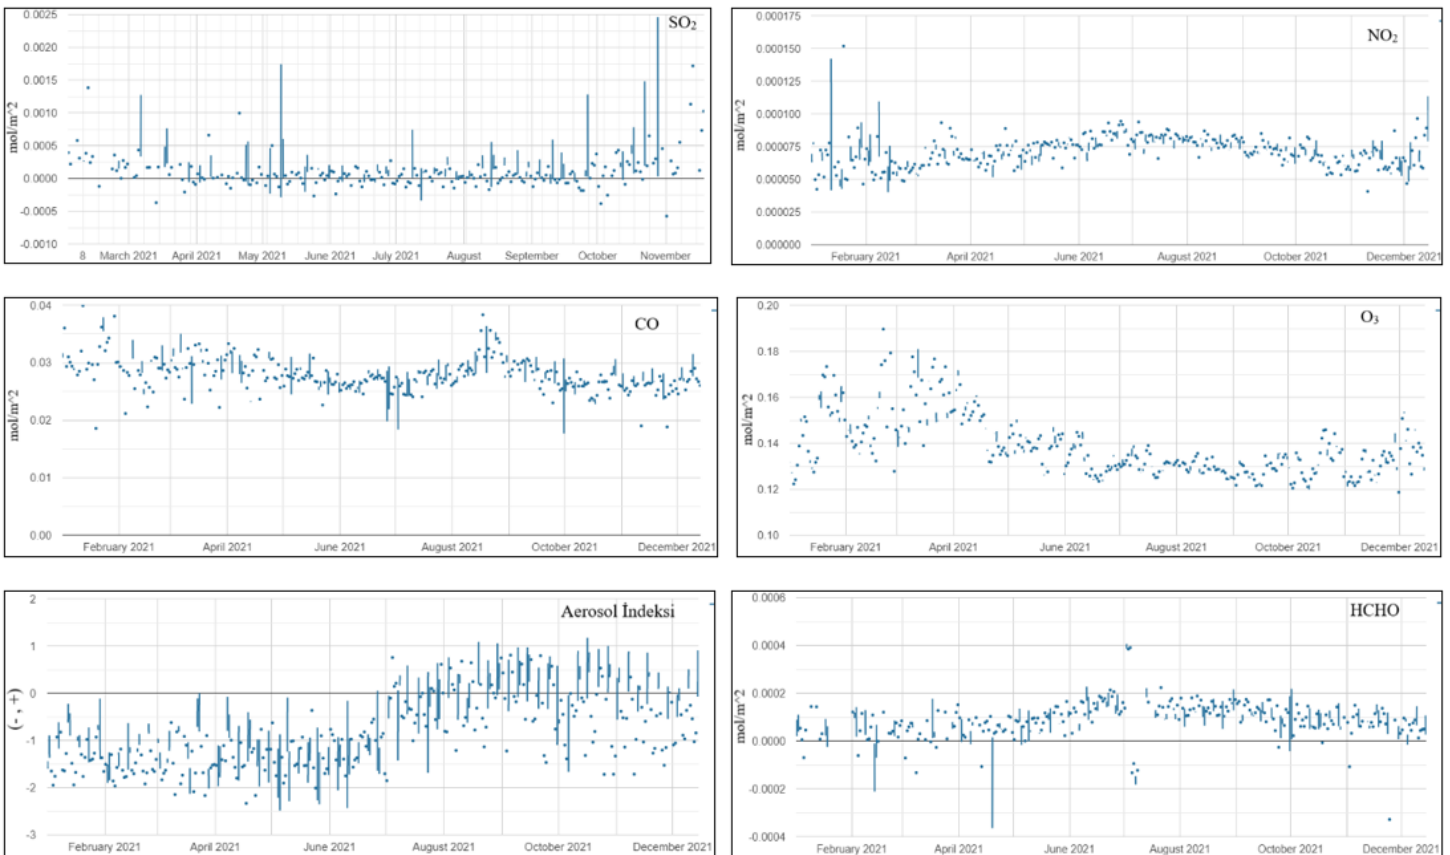 SO₂
0.0025
0.0020
0.0015
0.0010
0.0005
0.0000
-0.0005
-0.0010
mol/m^2
8 March 2021 April 2021 May 2021 June 2021 July 2021 August September October November
NO₂
0.000175
0.000150
0.000125
0.000100
0.000075
0.000050
0.000025
0.000000
mol/m^2
February 2021 April 2021 June 2021 August 2021 October 2021 December 2021
CO
0.04
0.03
0.02
0.01
0.00
mol/m^2
February 2021 April 2021 June 2021 August 2021 October 2021 December 2021
O₃
0.20
0.18
0.16
0.14
0.12
0.10
mol/m^2
February 2021 April 2021 June 2021 August 2021 October 2021 December 2021
Aerosol İndeksi
2
1
0
-1
-2
-3
(- , +)
February 2021 April 2021 June 2021 August 2021 October 2021 December 2021
HCHO
0.0006
0.0004
0.0002
0.0000
-0.0002
-0.0004
mol/m^2
February 2021 April 2021 June 2021 August 2021 October 2021 December 2021